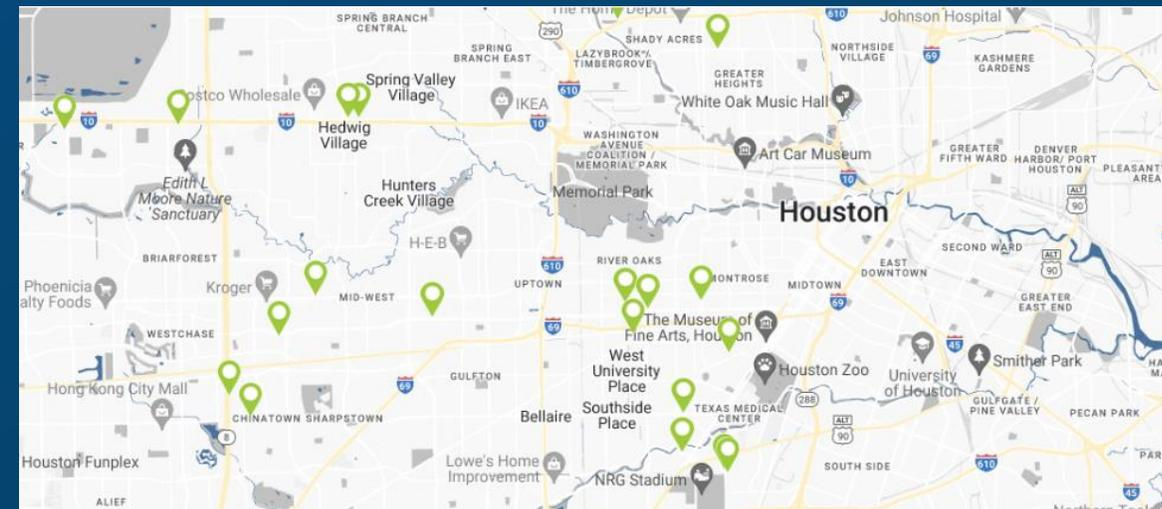 The Home Depot
SPRING BRANCH
CENTRAL
290
SHADY ACRES
610
Johnson Hospital
NORTHSIDE
VILLAGE
69
KASHMERE
GARDENS
SPRING
BRANCH EAST
LAZYBROOK /
TIMBERGROVE
GREATER
HEIGHTS
610
Spring Valley
Village
ostco Wholesale
IKEA
White Oak Music Hall
10
10
10
Hedwig
Village
WASHINGTON
AVENUE
COALITION /
MEMORIAL PARK
Art Car Museum
GREATER
FIFTH WARD
DENVER
HARBOR/ PORT
HOUSTON
PLEASANT
AREA
10
ALT
90
Edith L
Moore Nature
Sanctuary
Hunters
Creek Village
Memorial Park
Houston
H-E-B
SECOND WARD
BRIARFOREST
610
RIVER OAKS
EAST
DOWNTOWN
ALT
90
Phoenicia
alty Foods
Kroger
MID-WEST
UPTOWN
MONTROSE
MIDTOWN
69
GREATER
EAST END
WESTCHASE
69
The Museum of
Fine Arts, Houston
45
West
University
Place
Houston Zoo
University
of Houston
Smither Park
Hong Kong City Mall
69
GULFTON
288
GULFGATE /
PINE VALLEY
PECAN PARK
CHINATOWN
SHARPSTOWN
Bellaire
Southside
Place
TEXAS MEDICAL
CENTER
ALT
90
8
Houston Funplex
Lowe's Home
Improvement
NRG Stadium
SOUTH SIDE
610
PAR
ALIEF
45